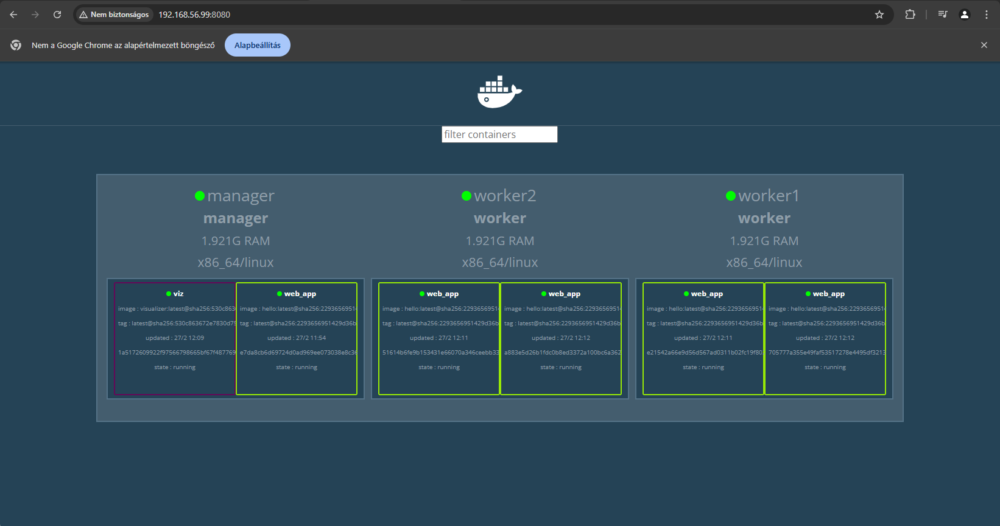 Nem biztonságos 192.168.56.99:8080
Nem a Google Chrome az alapértelmezett böngésző Alapbeállítás
filter containers
manager
manager
1.921G RAM
x86_64/linux
viz
image : visualizer:latest@sha256:530c863
tag : latest@sha256:530c863672e7830d75
updated : 27/2 12:09
1a5172609922f97566798665bf67f487769
state : running
web_app
image : hello:latest@sha256:2293656951
tag : latest@sha256:2293656951429d36b
updated : 27/2 11:54
e7da8cb6d69724d0ad969ee073038e8c36
state : running
worker2
worker
1.921G RAM
x86_64/linux
web_app
image : hello:latest@sha256:2293656951
tag : latest@sha256:2293656951429d36b
updated : 27/2 12:11
51614b6fe9b153431e66070a346ceebb33
state : running
web_app
image : hello:latest@sha256:2293656951
tag : latest@sha256:2293656951429d36b
updated : 27/2 12:12
a883e5d26b1fdc0b8ed3372a100bc6a362
state : running
worker1
worker
1.921G RAM
x86_64/linux
web_app
image : hello:latest@sha256:2293656951
tag : latest@sha256:2293656951429d36b
updated : 27/2 12:11
e21542a66e9d56d567ad0311b02fc19f80
state : running
web_app
image : hello:latest@sha256:2293656951
tag : latest@sha256:2293656951429d36b
updated : 27/2 12:12
705777a355e49faf53517278e4495df3213
state : running